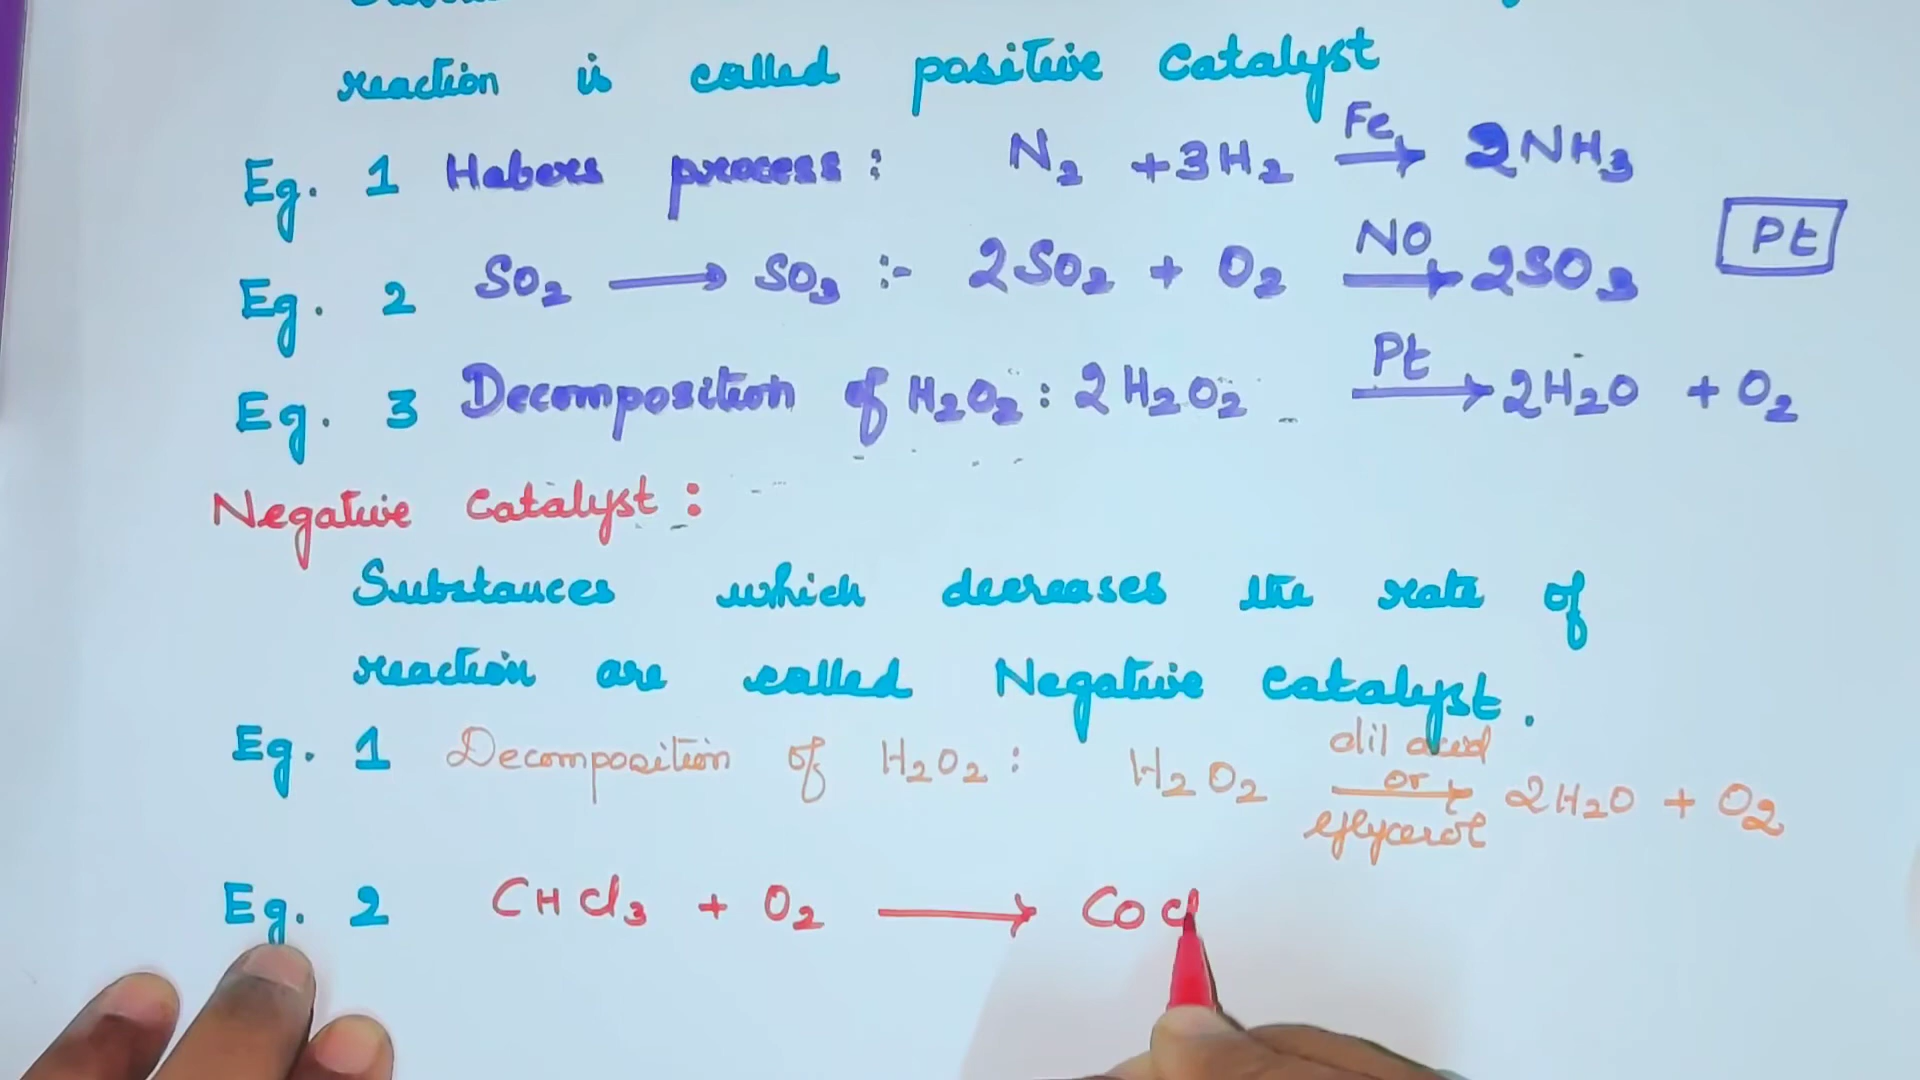 reaction is called positive catalyst
Eg. 1 Habers process : N₂ + 3H₂ Fe → 2NH₃
Eg. 2 SO₂ → SO₃ :- 2SO₂ + O₂ NO → 2SO₃ Pt
Eg. 3 Decomposition of H₂O₂ : 2H₂O₂ Pt → 2H₂O + O₂
Negative catalyst :
Substances which decreases the rate of
reaction are called Negative catalyst.
Eg. 1 Decomposition of H₂O₂ : H₂O₂ dil acid or glycerol → 2H₂O + O₂
Eg. 2 CHCl₃ + O₂ → COCl